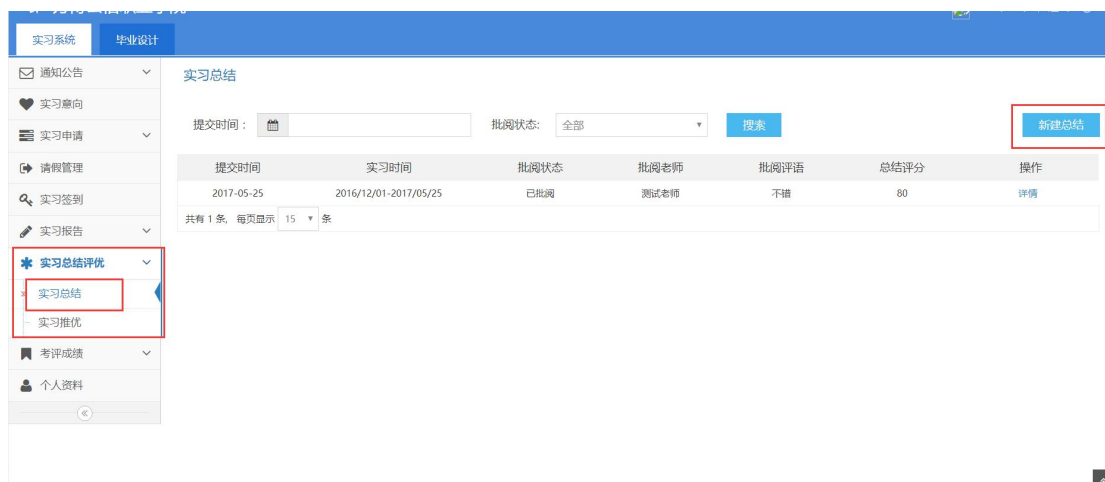 实习系统 毕业设计
通知公告
实习意向
实习申请
请假管理
实习签到
实习报告
实习总结评优
实习总结
实习推优
考评成绩
个人资料
实习总结
提交时间： 批阅状态: 全部 搜索 新建总结
提交时间 实习时间 批阅状态 批阅老师 批阅评语 总结评分 操作
2017-05-25 2016/12/01-2017/05/25 已批阅 测试老师 不错 80 详情
共有 1 条, 每页显示 15 条